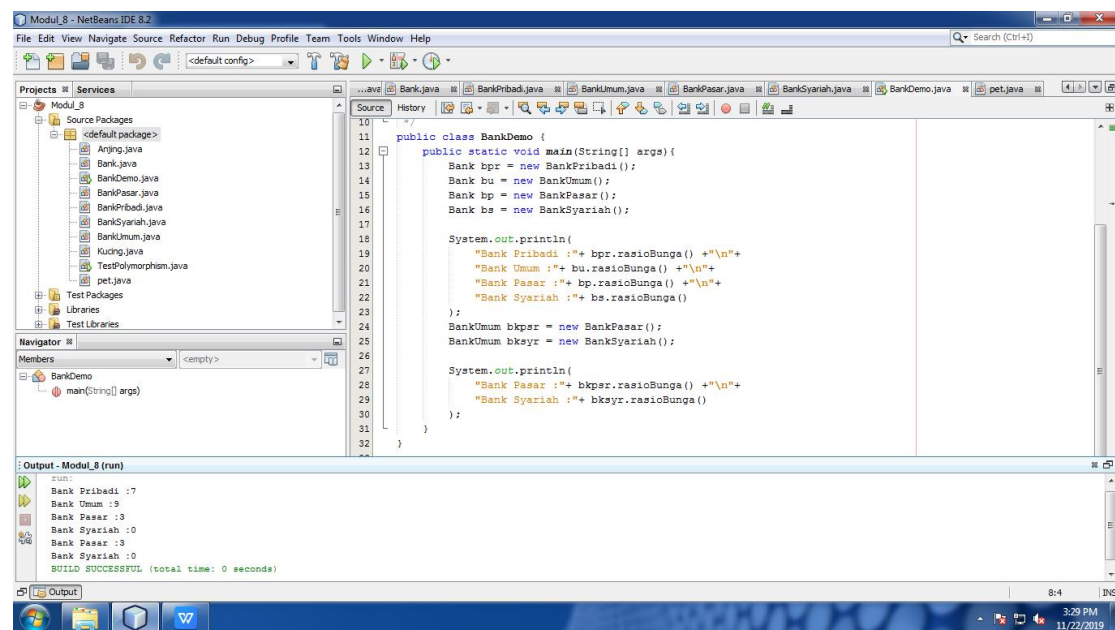 Modul_8 - NetBeans IDE 8.2
File Edit View Navigate Source Refactor Run Debug Profile Team Tools Window Help
Search (Ctrl+I)
<default config>
Projects Services
Modul_8
Source Packages
<default package>
Anjing.java
Bank.java
BankDemo.java
BankPasar.java
BankPribadi.java
BankSyariah.java
BankUmum.java
Kucing.java
TestPolymorphism.java
pet.java
Test Packages
Libraries
Test Libraries
Navigator
Members <empty>
BankDemo
main(String[] args)
...ava Bank.java BankPribadi.java BankUmum.java BankPasar.java BankSyariah.java BankDemo.java pet.java
Source History
10 */
11 public class BankDemo {
12 public static void main(String[] args){
13 Bank bpr = new BankPribadi();
14 Bank bu = new BankUmum();
15 Bank bp = new BankPasar();
16 Bank bs = new BankSyariah();
17
18 System.out.println(
19 "Bank Pribadi :"+ bpr.rasioBunga() +"\n"+
20 "Bank Umum :"+ bu.rasioBunga() +"\n"+
21 "Bank Pasar :"+ bp.rasioBunga() +"\n"+
22 "Bank Syariah :"+ bs.rasioBunga()
23 );
24 BankUmum bkpsr = new BankPasar();
25 BankUmum bksyr = new BankSyariah();
26
27 System.out.println(
28 "Bank Pasar :"+ bkpsr.rasioBunga() +"\n"+
29 "Bank Syariah :"+ bksyr.rasioBunga()
30 );
31 }
32 }
Output - Modul_8 (run)
run:
Bank Pribadi :7
Bank Umum :9
Bank Pasar :3
Bank Syariah :0
Bank Pasar :3
Bank Syariah :0
BUILD SUCCESSFUL (total time: 0 seconds)
Output
8:4 INS
3:29 PM
11/22/2019